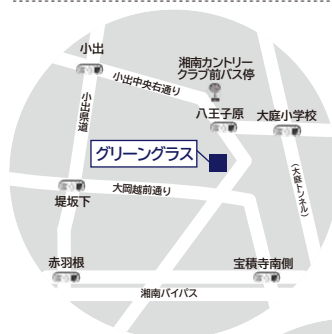 小出
湘南カントリー
クラブ前バス停
小出中央右通り
八王子原
大庭小学校
小出県道
グリーングラス
(大庭トンネル)
大岡越前通り
堤坂下
赤羽根
宝積寺南側
湘南バイパス